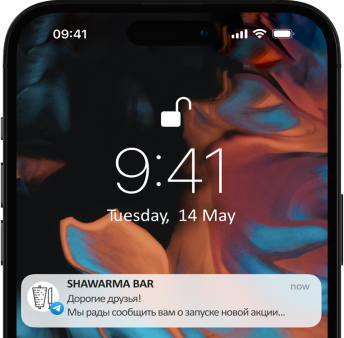 09:41
9:41
Tuesday, 14 May
SHAWARMA BAR
now
Дорогие друзья!
Мы рады сообщить вам о запуске новой акции...